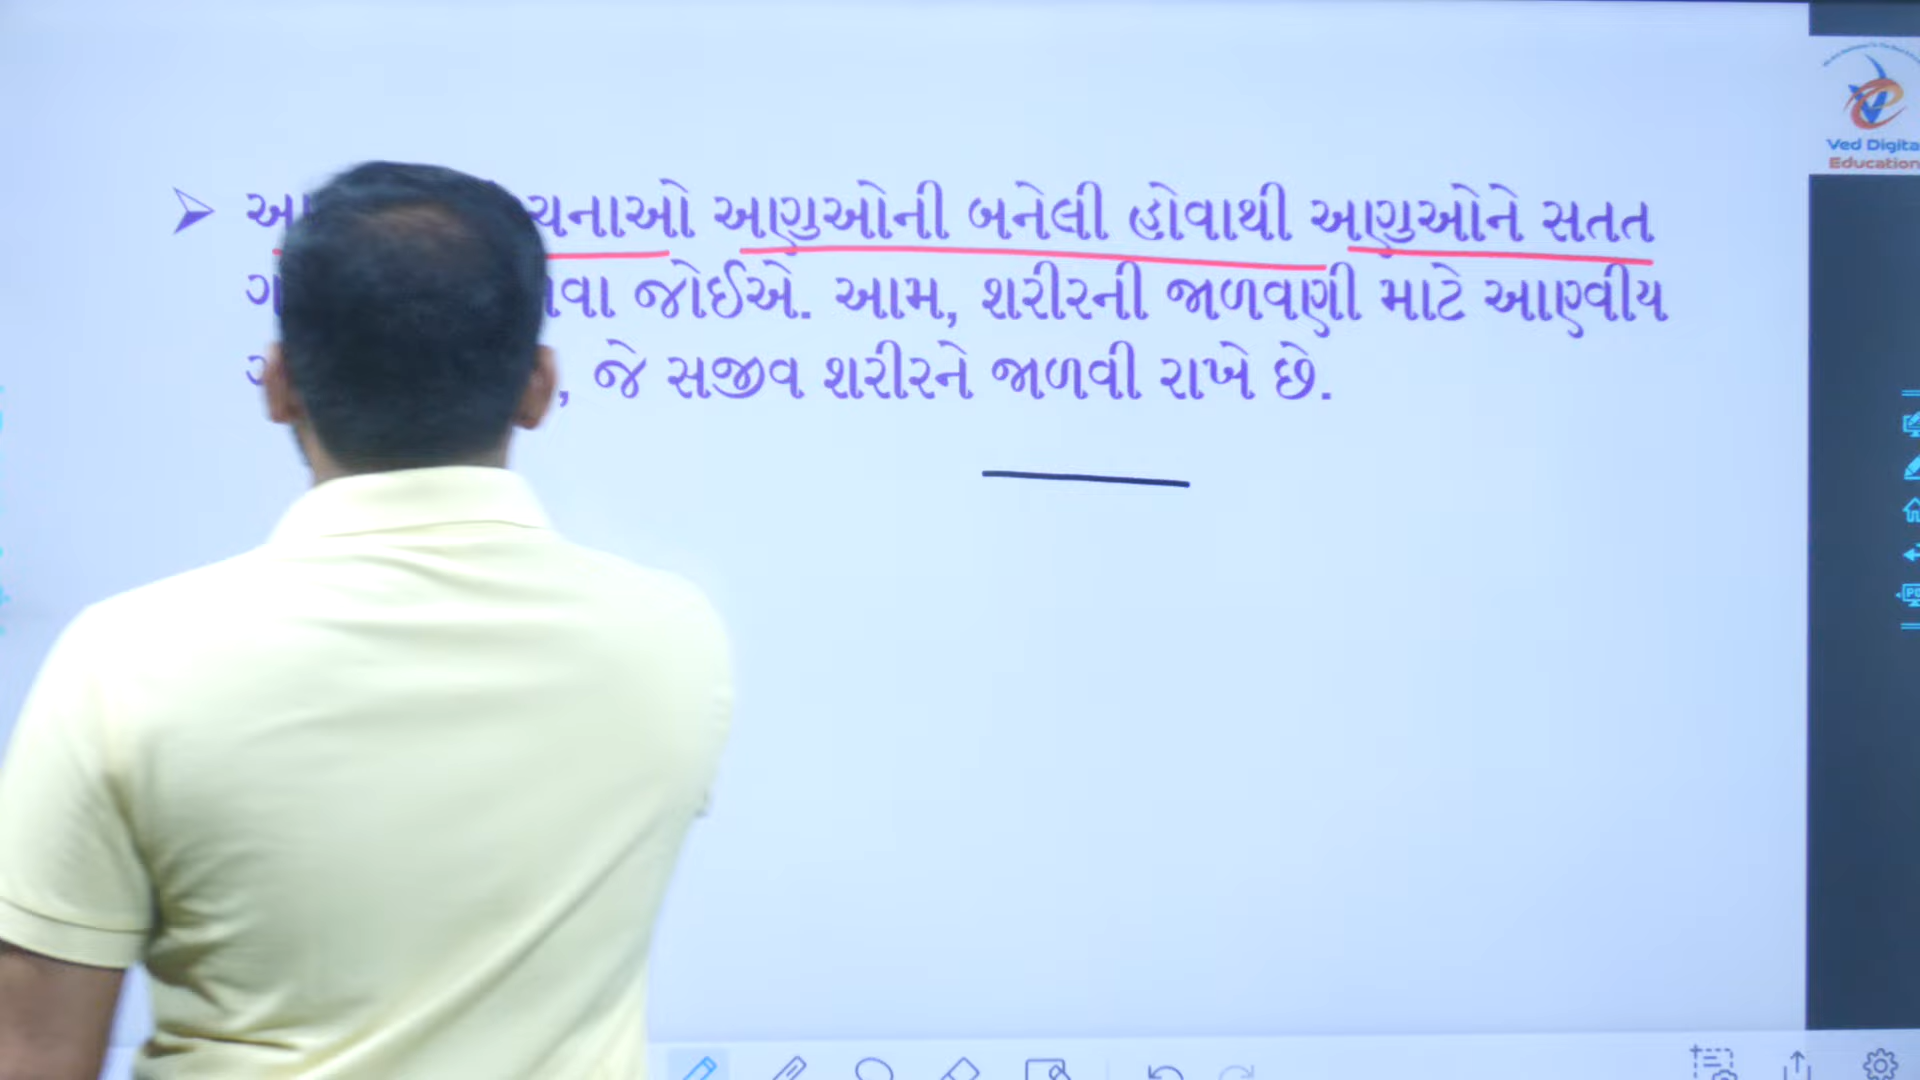 અણુઓની બનેલી હોવાથી અણુઓને સતત
જોઈએ. આમ, શરીરની જાળવણી માટે આણ્વીય
જે સજીવ શરીરને જાળવી રાખે છે.
Ved Digita
Education